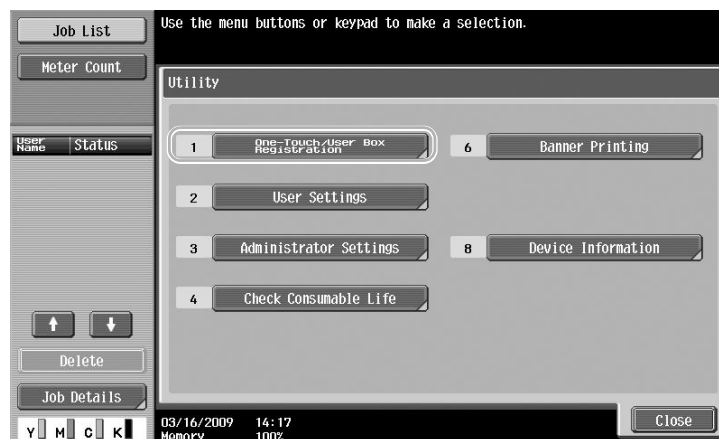 Job List
Use the menu buttons or keypad to make a selection.
Meter Count
Utility
User
Name
Status
1
One-Touch/User Box
Registration
6
Banner Printing
2
User Settings
3
Administrator Settings
8
Device Information
4
Check Consumable Life
Delete
Job Details
Y M C K
03/16/2009 14:17
Memory 100%
Close